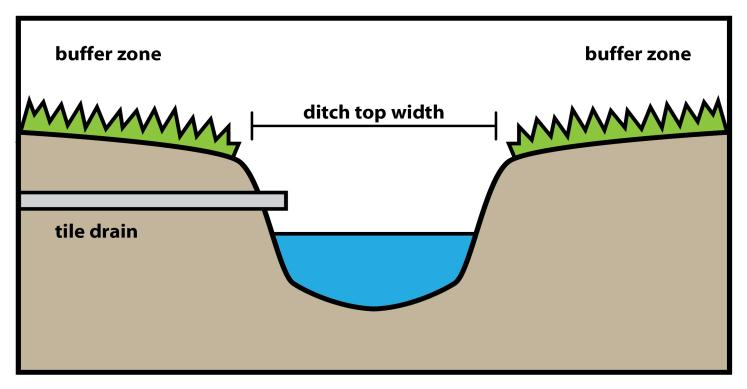 buffer zone
buffer zone
ditch top width
tile drain